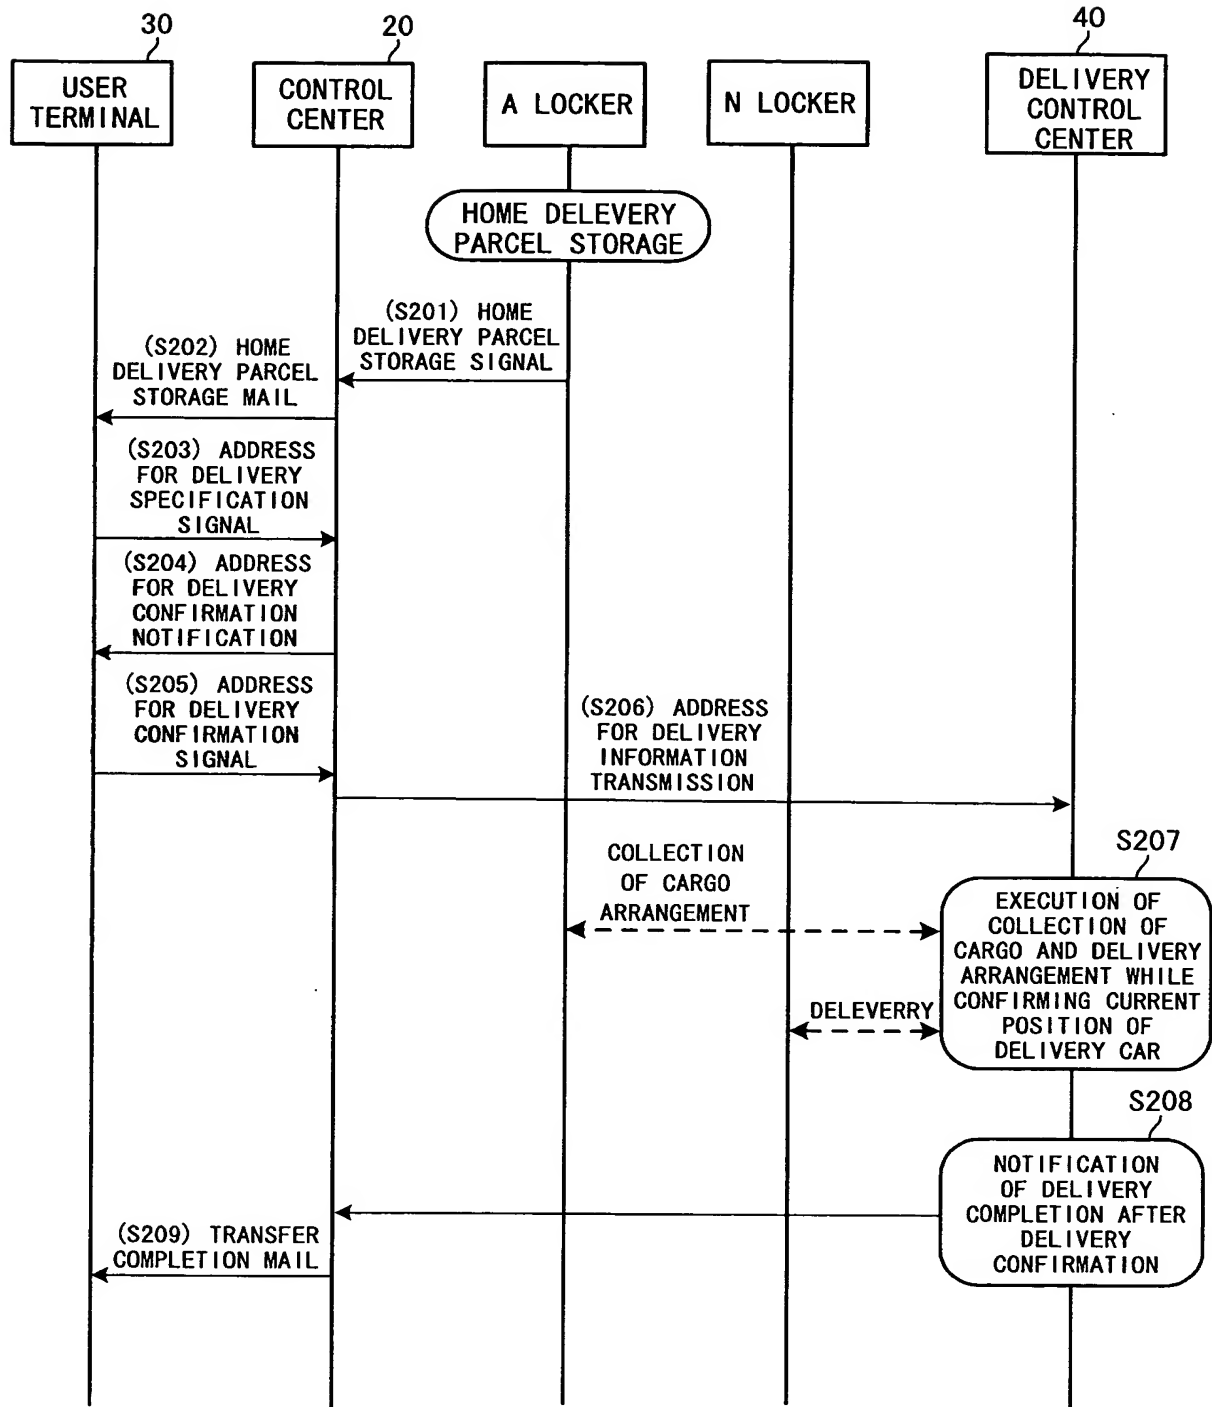 30
20
40
USER
TERMINAL
CONTROL
CENTER
A LOCKER
N LOCKER
DELIVERY
CONTROL
CENTER
HOME DELEVERY
PARCEL STORAGE
(S201) HOME
DELIVERY PARCEL
STORAGE SIGNAL
(S202) HOME
DELIVERY PARCEL
STORAGE MAIL
(S203) ADDRESS
FOR DELIVERY
SPECIFICATION
SIGNAL
(S204) ADDRESS
FOR DELIVERY
CONFIRMATION
NOTIFICATION
(S205) ADDRESS
FOR DELIVERY
CONFIRMATION
SIGNAL
(S206) ADDRESS
FOR DELIVERY
INFORMATION
TRANSMISSION
COLLECTION
OF CARGO
ARRANGEMENT
S207
EXECUTION OF
COLLECTION OF
CARGO AND DELIVERY
ARRANGEMENT WHILE
CONFIRMING CURRENT
POSITION OF
DELIVERY CAR
DELEVERRY
S208
NOTIFICATION
OF DELIVERY
COMPLETION AFTER
DELIVERY
CONFIRMATION
(S209) TRANSFER
COMPLETION MAIL